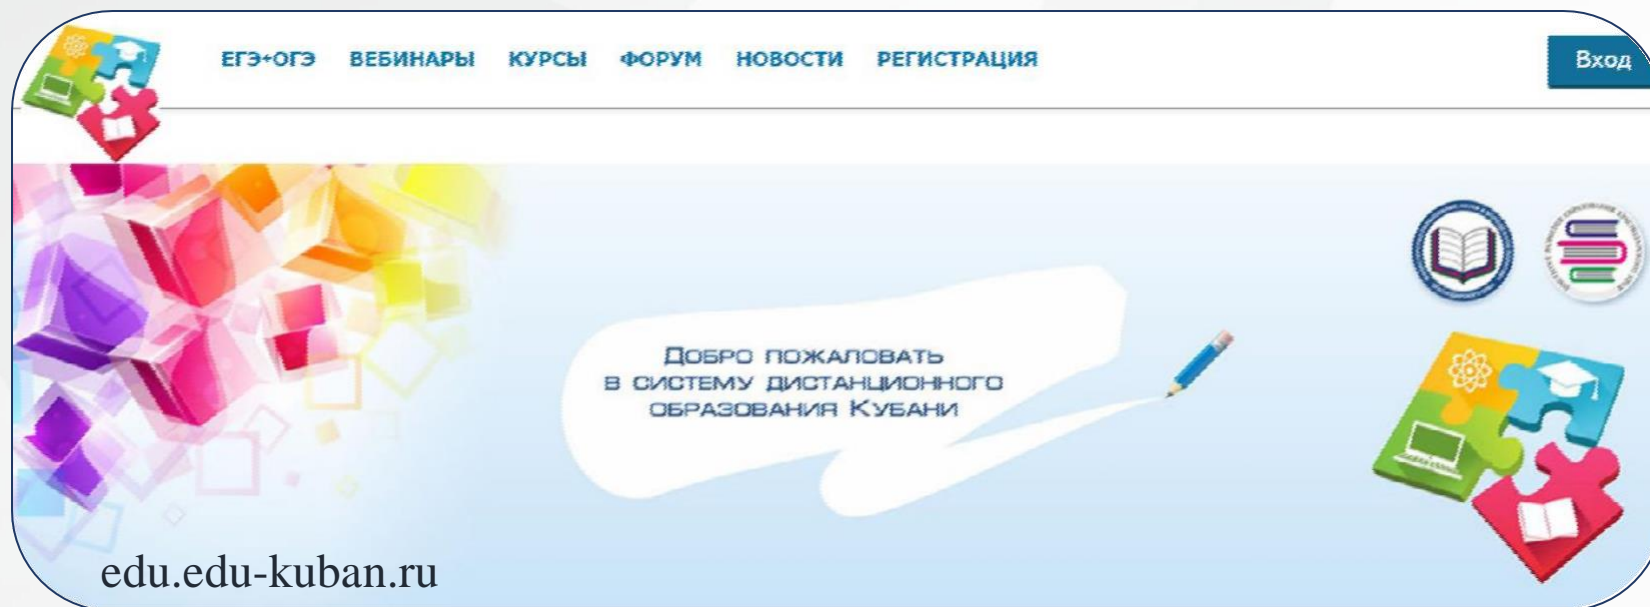 ЕГЭ+ОГЭ ВЕБИНАРЫ КУРСЫ ФОРУМ НОВОСТИ РЕГИСТРАЦИЯ Вход
Добро пожаловать
в систему дистанционного
образования Кубани
edu.edu-kuban.ru